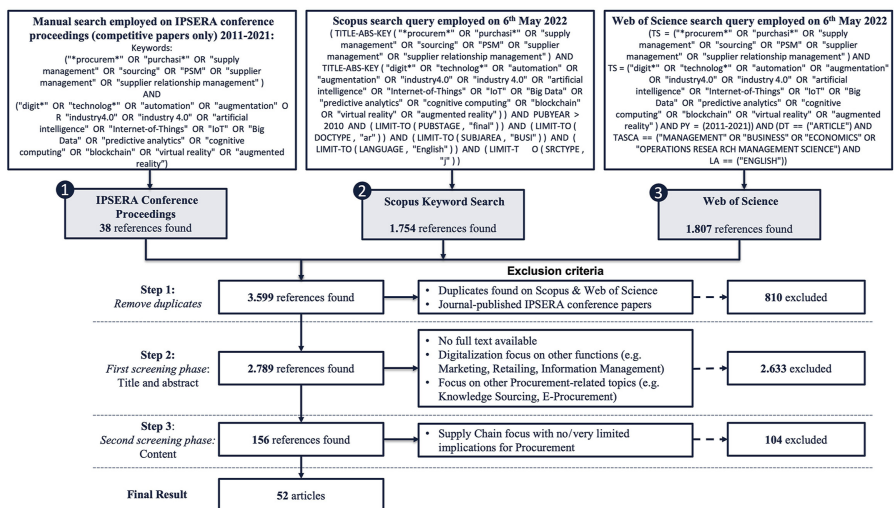 Manual search employed on IPSERA conference
proceedings (competitive papers only) 2011-2021:
Keywords:
("*procurem*" OR "purchasi*" OR "supply
management" OR "sourcing" OR "PSM" OR "supplier
management" OR "supplier relationship management" )
AND
("digit*" OR "technolog*" OR "automation" OR "augmentation" O
R "industry4.0" OR "industry 4.0" OR "artificial
intelligence" OR "Internet-of-Things" OR "IoT" OR "Big
Data" OR "predictive analytics" OR "cognitive
computing" OR "blockchain" OR "virtual reality" OR "augmented
reality")
Scopus search query employed on 6th May 2022
( TITLE-ABS-KEY ( "*procurem*" OR "purchasi*" OR "supply
management" OR "sourcing" OR "PSM" OR "supplier
management" OR "supplier relationship management" ) AND
TITLE-ABS-KEY ( "digit*" OR "technolog*" OR "automation" OR
"augmentation" OR "industry4.0" OR "industry 4.0" OR "artificial
intelligence" OR "Internet-of-Things" OR "IoT" OR "Big Data" OR
"predictive analytics" OR "cognitive computing" OR "blockchain"
OR "virtual reality" OR "augmented reality" ) ) AND PUBYEAR >
2010 AND ( LIMIT-TO ( PUBSTAGE , "final" ) AND ( LIMIT-TO (
DOCTYPE , "ar" ) ) AND ( LIMIT-TO ( SUBJAREA , "BUSI" ) ) AND (
LIMIT-TO ( LANGUAGE , "English" ) ) AND ( LIMIT-T O ( SRCTYPE ,
"j" ) )
Web of Science search query employed on 6th May 2022
(TS = ("*procurem*" OR "purchasi*" OR "supply
management" OR "sourcing" OR "PSM" OR "supplier
management" OR "supplier relationship management" ) AND
TS = ("digit*" OR "technolog*" OR "automation" OR "augmentation"
OR "industry4.0" OR "industry 4.0" OR "artificial
intelligence" OR "Internet-of-Things" OR "IoT" OR "Big
Data" OR "predictive analytics" OR "cognitive
computing" OR "blockchain" OR "virtual reality" OR "augmented
reality" ) AND PY = (2011-2021)) AND (DT == ("ARTICLE") AND
TASCA == ("MANAGEMENT" OR "BUSINESS" OR "ECONOMICS" OR
"OPERATIONS RESEA RCH MANAGEMENT SCIENCE") AND
LA == ("ENGLISH"))
1
IPSERA Conference
Proceedings
38 references found
2
Scopus Keyword Search
1.754 references found
3
Web of Science
1.807 references found
Exclusion criteria
Step 1:
Remove duplicates
3.599 references found
• Duplicates found on Scopus & Web of Science
• Journal-published IPSERA conference papers
810 excluded
Step 2:
First screening phase:
Title and abstract
2.789 references found
• No full text available
• Digitalization focus on other functions (e.g.
Marketing, Retailing, Information Management)
• Focus on other Procurement-related topics (e.g.
Knowledge Sourcing, E-Procurement)
2.633 excluded
Step 3:
Second screening phase:
Content
156 references found
• Supply Chain focus with no/very limited
implications for Procurement
104 excluded
Final Result
52 articles